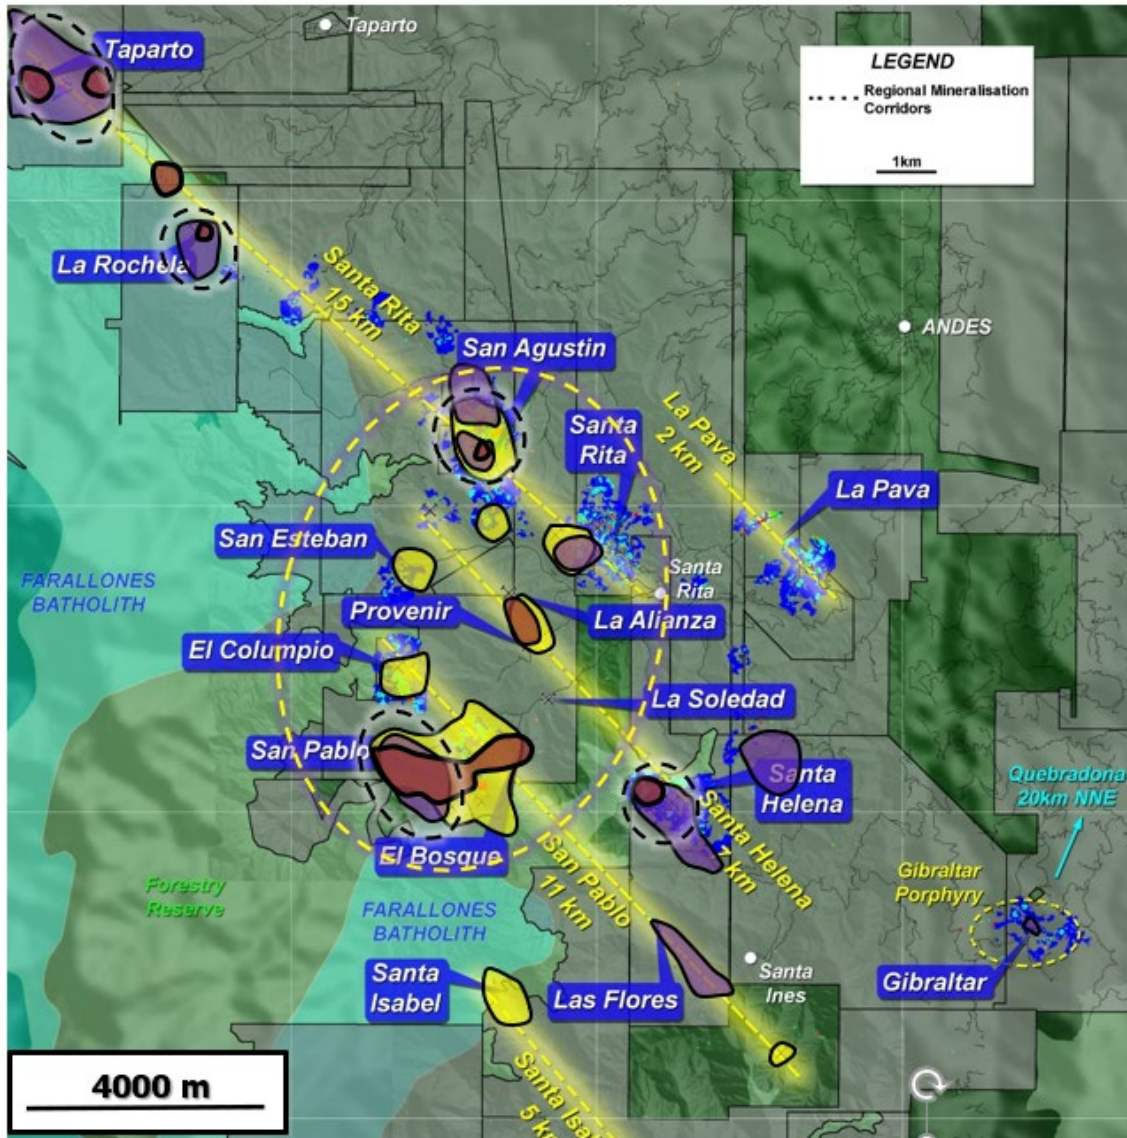 Taparto
Taparto
LEGEND
Regional Mineralisation
Corridors
1km
La Rochela
Santa Rita
15 km
ANDES
San Agustin
La Pava
2 km
Santa
Rita
La Pava
San Esteban
Santa
Rita
FARALLONES
BATHOLITH
Provenir
La Alianza
El Columpio
La Soledad
San Pablo
Santa
Helena
Quebradona
20km NNE
El Bosque
Santa Helena
7 km
San Pablo
11 km
Forestry
Reserve
Gibraltar
Porphyry
FARALLONES
BATHOLITH
Santa
Isabel
Las Flores
Santa
Ines
Gibraltar
Santa
5
4000 m